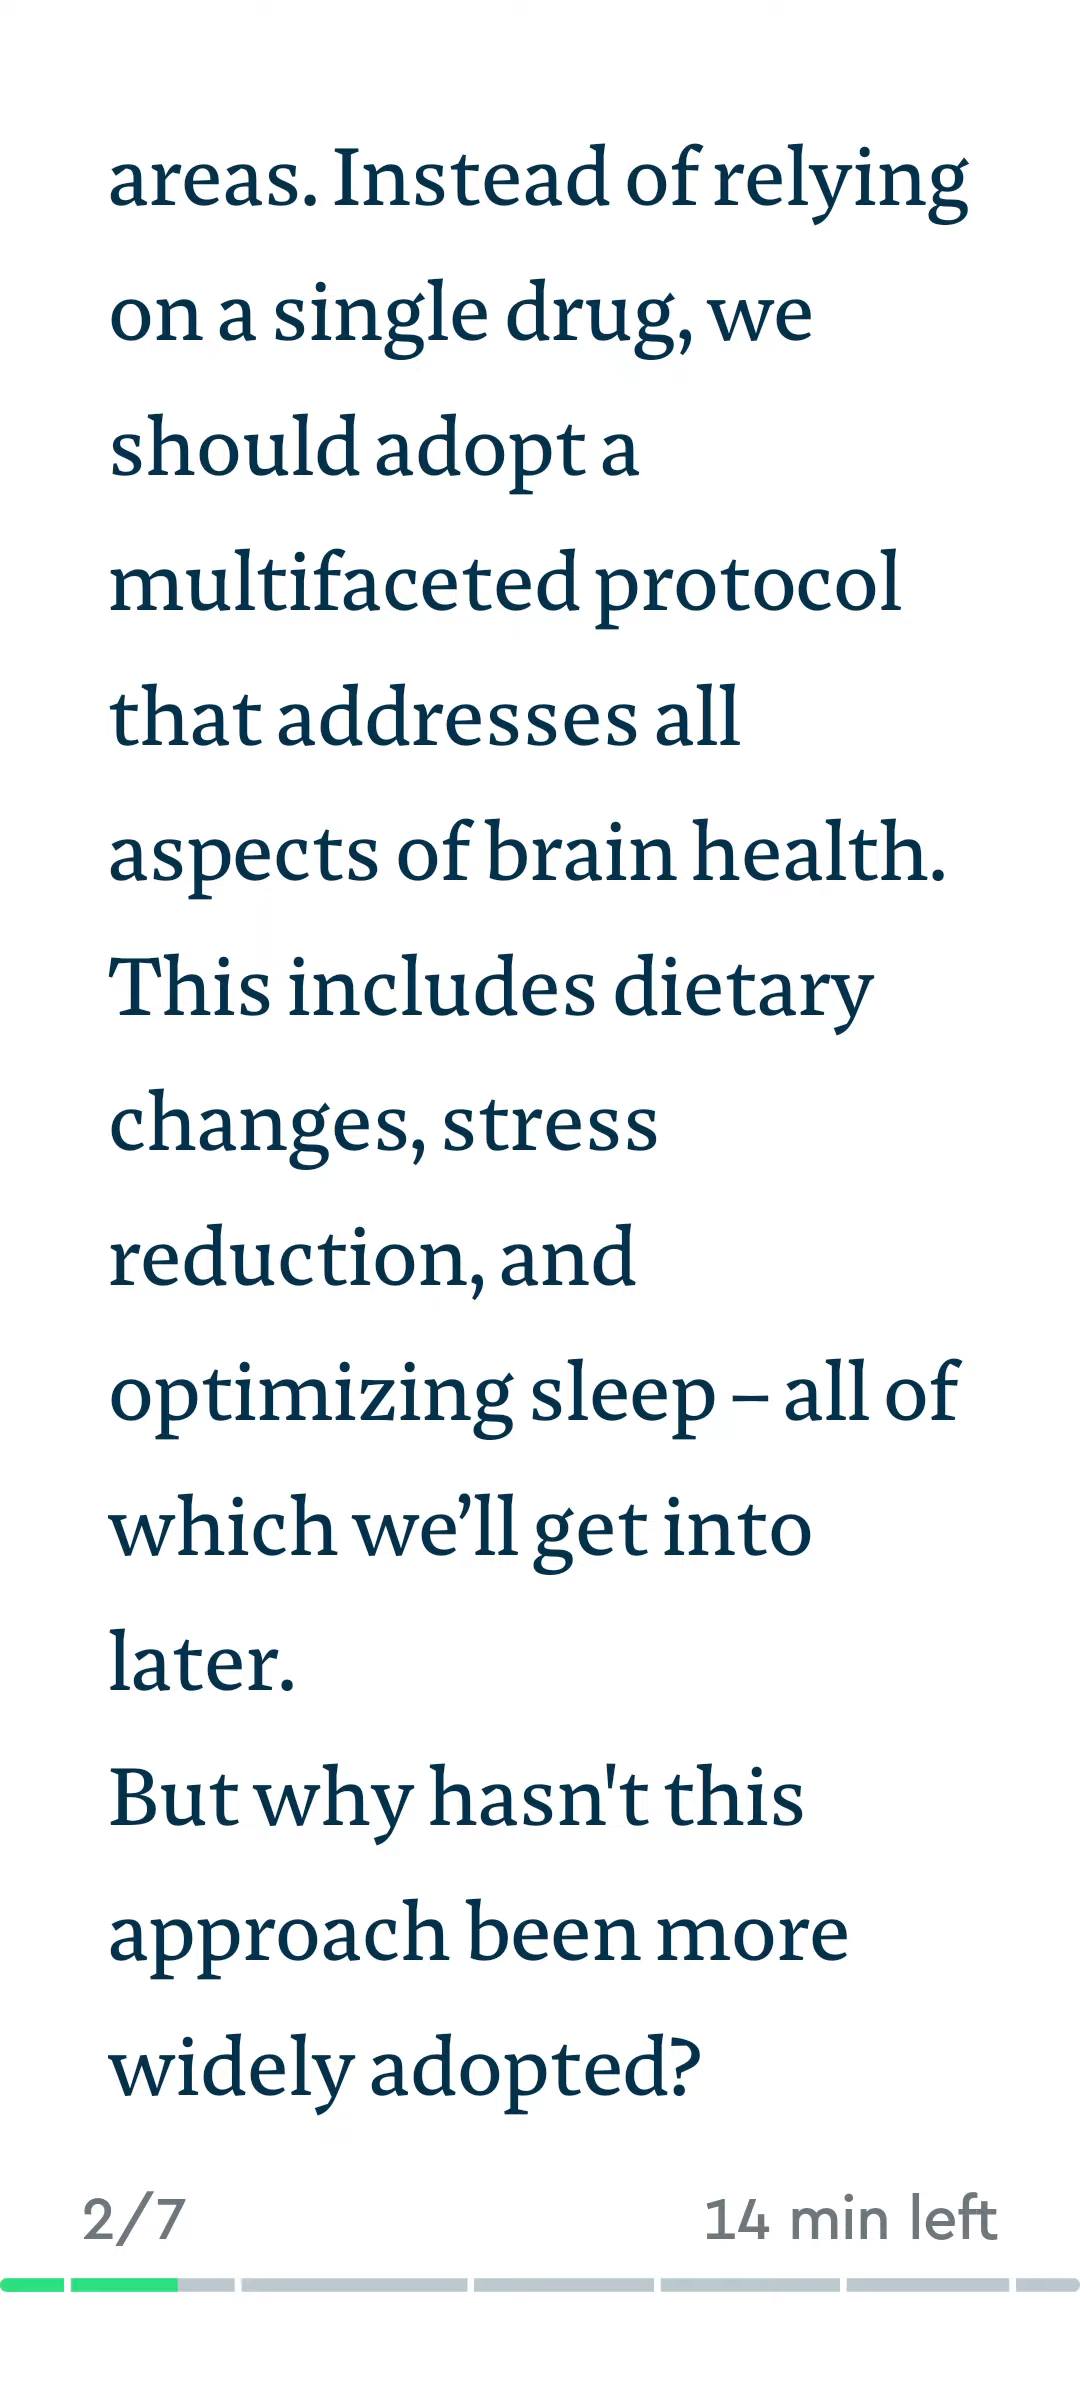 areas. Instead of relying
on a single drug, we
should adopt a
multifaceted protocol
that addresses all
aspects of brain health.
This includes dietary
changes, stress
reduction, and
optimizing sleep – all of
which we’ll get into
later.
But why hasn't this
approach been more
widely adopted?
2/7
14 min left